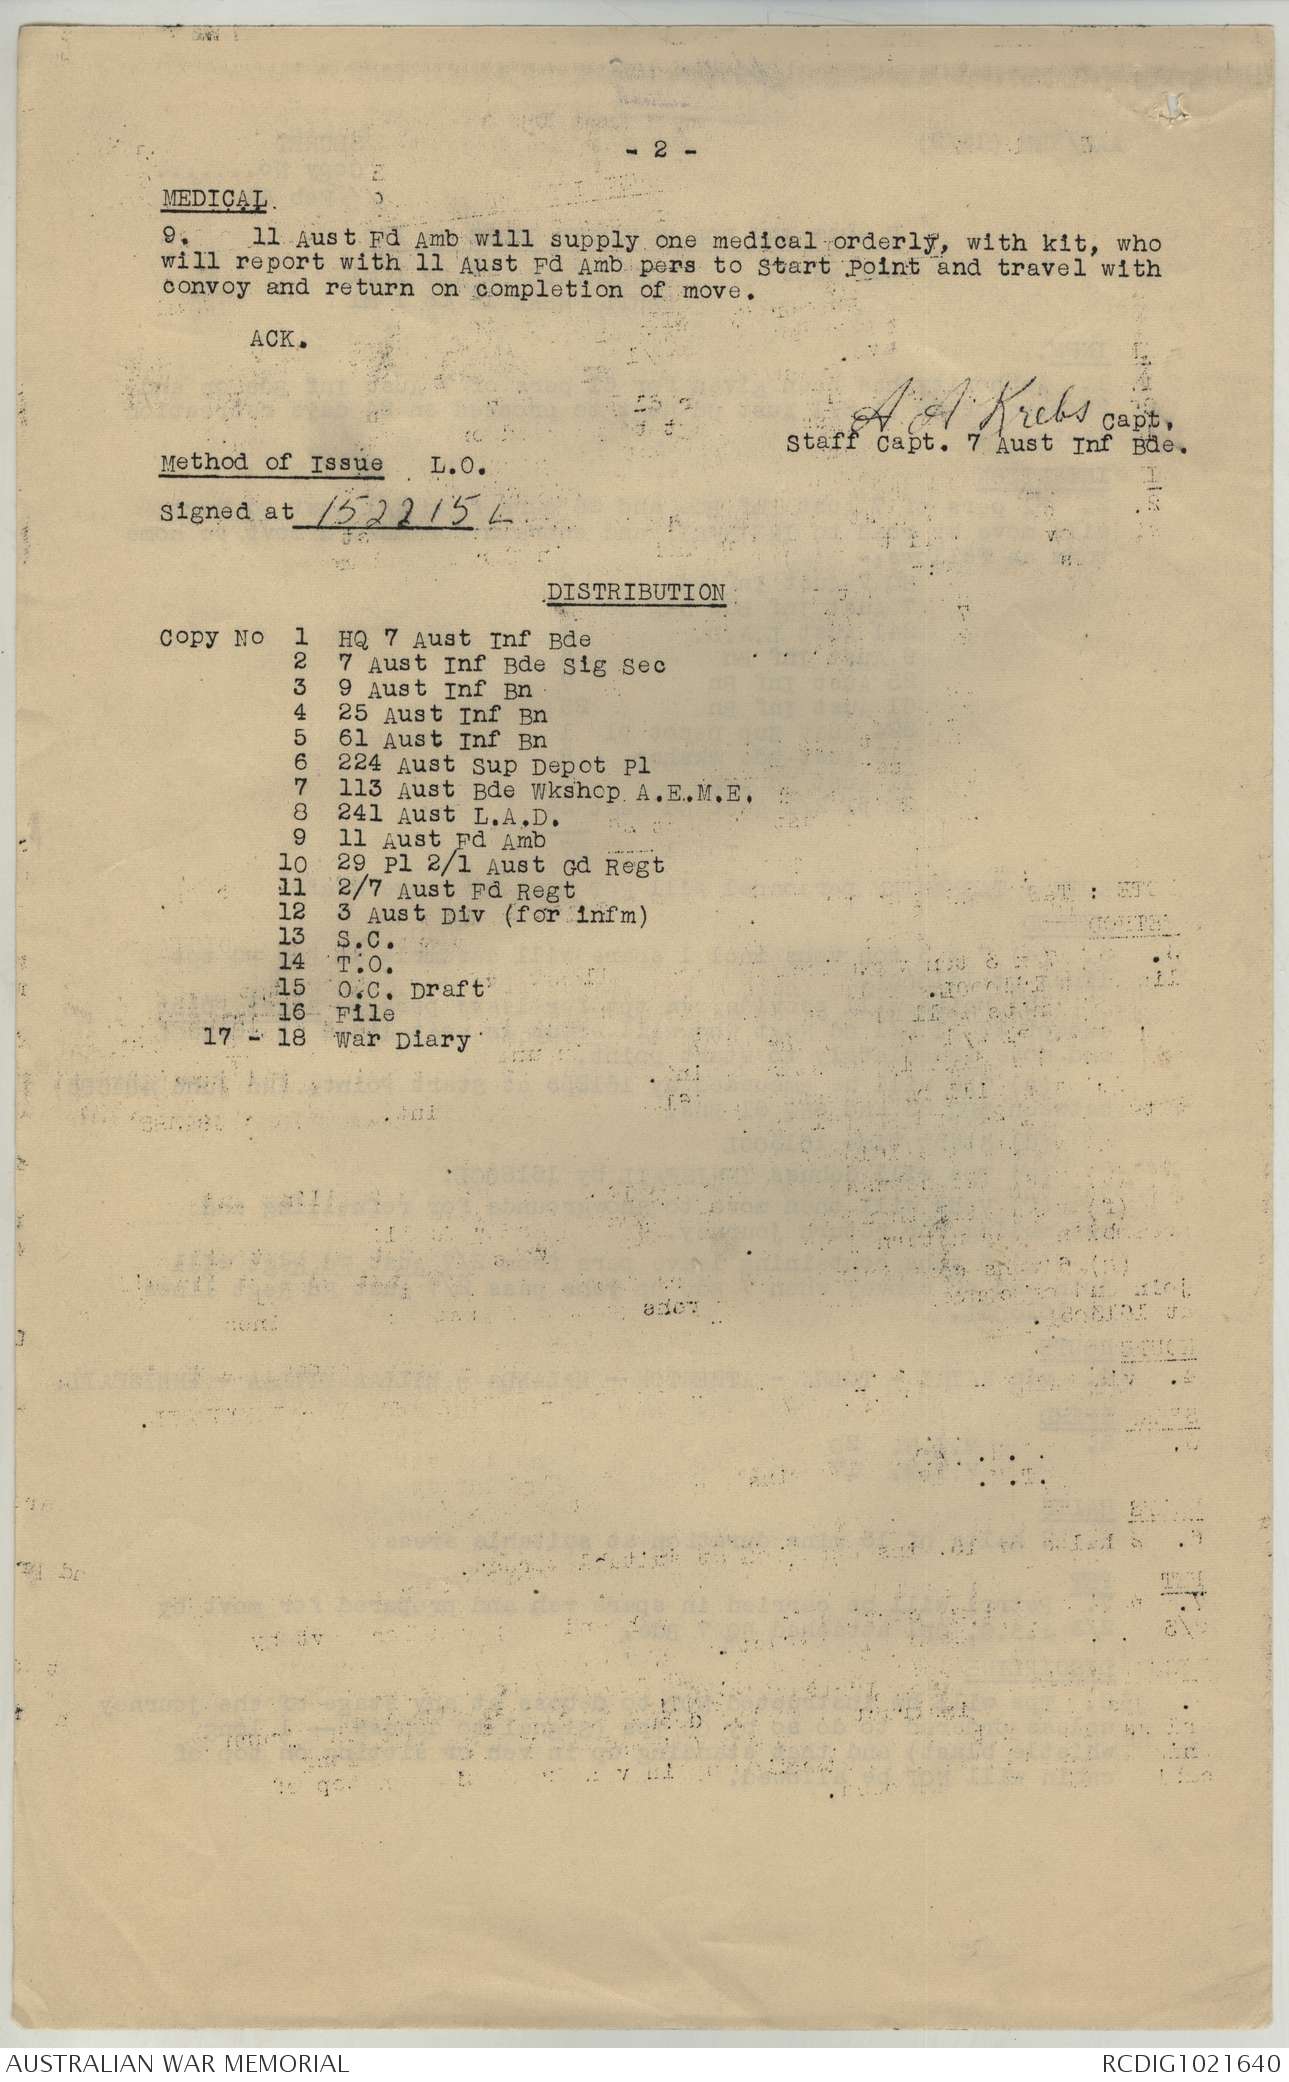 - 2 -
MEDICAL.
9. 11 Aust Fd Amb will supply one medical orderly, with kit, who
will report with 11 Aust Fd Amb pers to Start Point and travel with
convoy and return on completion of move.
ACK.
A A Krebs Capt.
Staff Capt. 7 Aust Inf Bde.
Method of Issue L.O.
Signed at 152215 L
DISTRIBUTION
Copy No 1 HQ 7 Aust Inf Bde
2 7 Aust Inf Bde Sig Sec
3 9 Aust Inf Bn
4 25 Aust Inf Bn
5 61 Aust Inf Bn
6 224 Aust Sup Depot Pl
7 113 Aust Bde Wkshop A.E.M.E.
8 241 Aust L.A.D.
9 11 Aust Fd Amb
10 29 Pl 2/1 Aust Gd Regt
11 2/7 Aust Fd Regt
12 3 Aust Div (for infm)
13 S.C.
14 T.O.
15 O.C. Draft
16 File
17 - 18 War Diary
AUSTRALIAN WAR MEMORIAL
RCDIG1021640